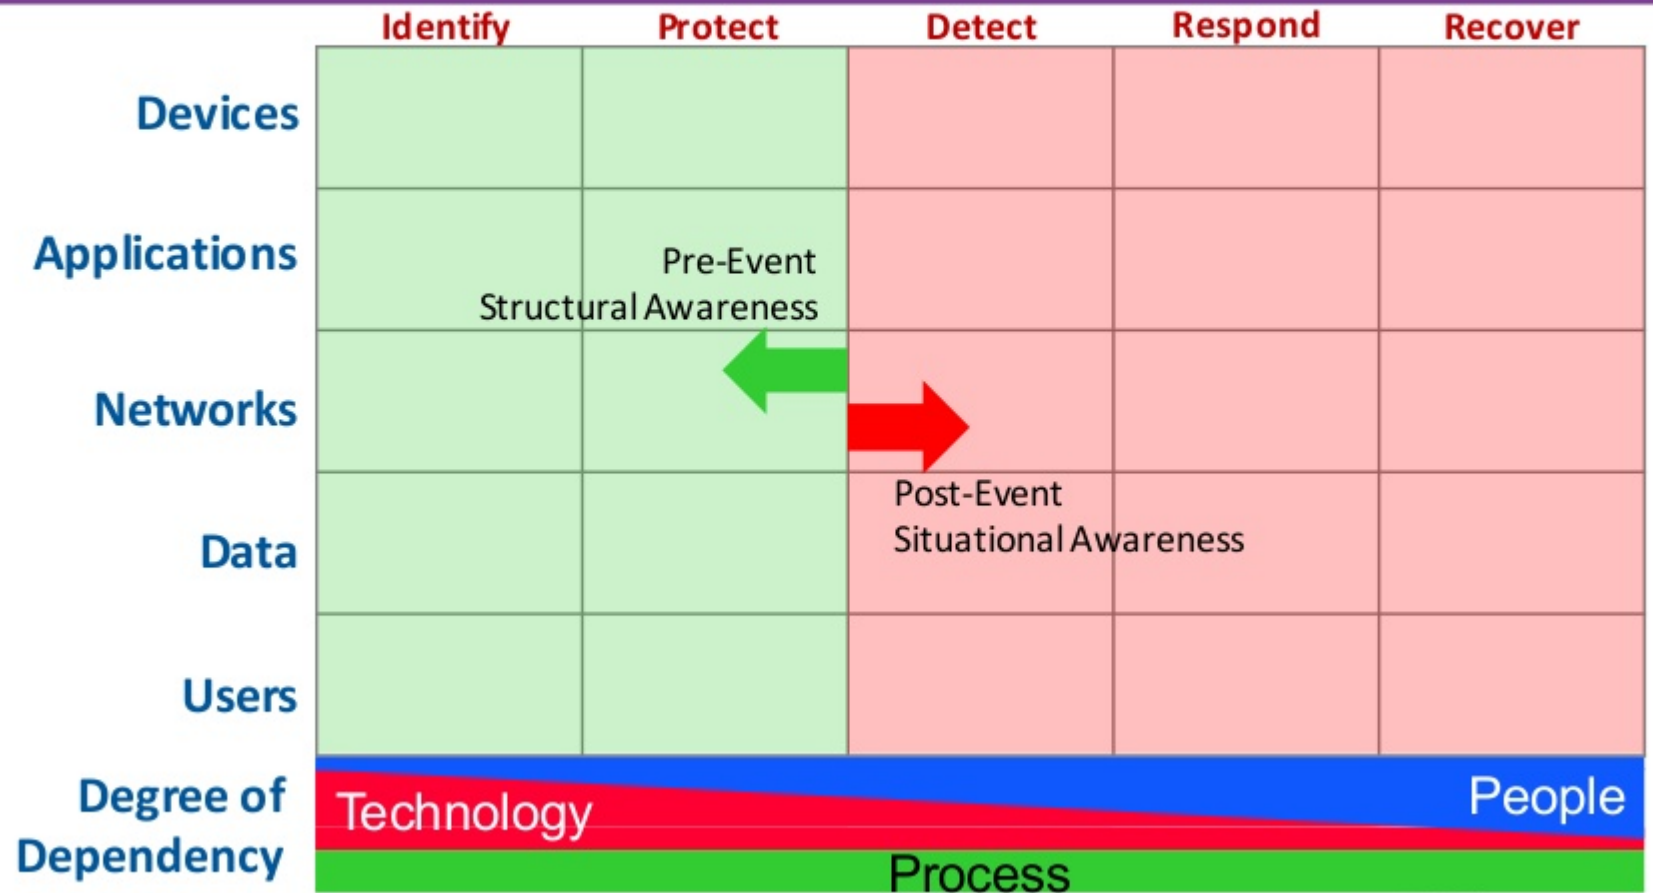 Identify Protect Detect Respond Recover
Devices
Applications
Pre-Event
Structural Awareness
Networks
Post-Event
Situational Awareness
Data
Users
Degree of
Dependency
Technology
People
Process